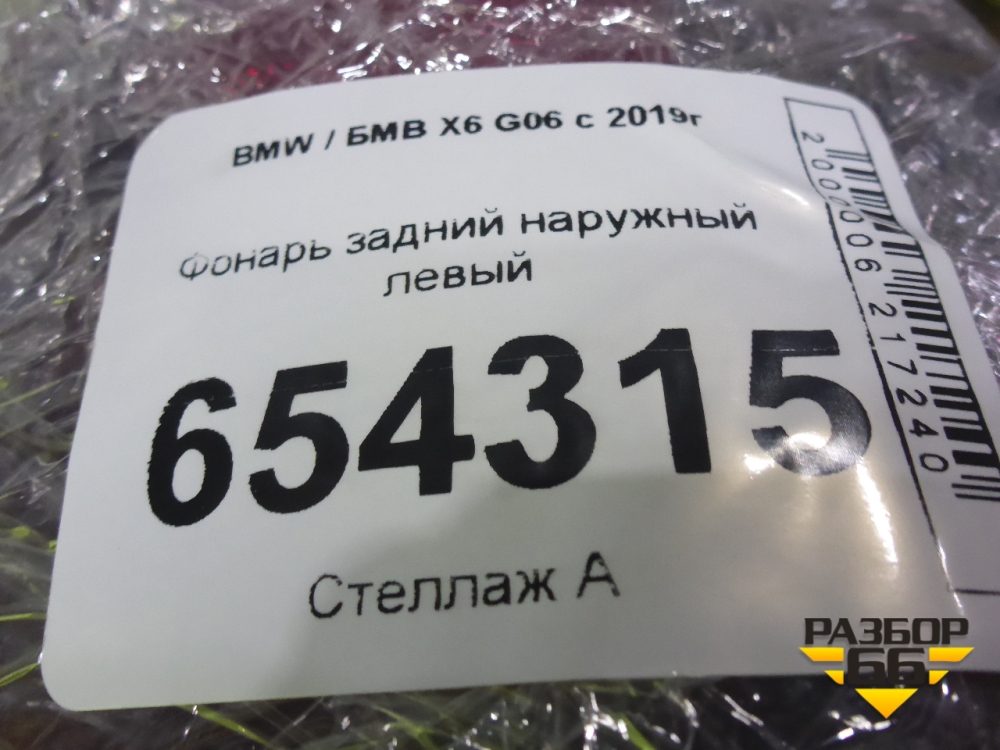 BMW / БМВ X6 G06 с 2019г
Фонарь задний наружный
левый
654315
Стеллаж А
2000006217240
РАЗБОР
66